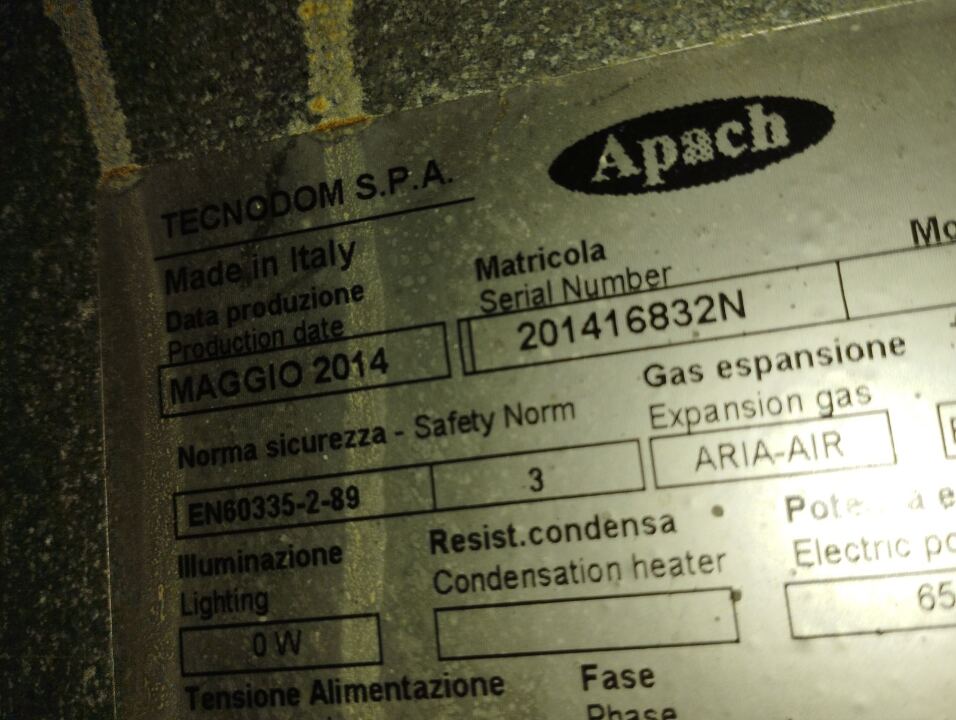 Apach
TECNODOM S.P.A.
Made in Italy
Data produzione
Production date
MAGGIO 2014
Matricola
Serial Number
201416832N
Norma sicurezza - Safety Norm
EN60335-2-89
3
Gas espansione
Expansion gas
ARIA-AIR
Illuminazione
Lighting
0 W
Resist.condensa
Condensation heater
Electric
65
Tensione Alimentazione
Fase
Phase